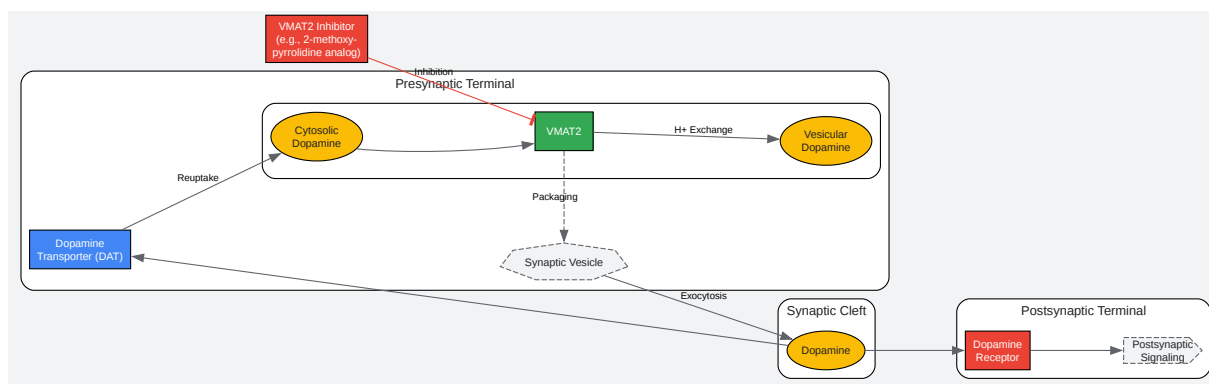 VMAT2 Inhibitor
(e.g., 2-methoxy-
pyrrolidine analog)
Inhibition
Presynaptic Terminal
Cytosolic
Dopamine
VMAT2
H+ Exchange
Vesicular
Dopamine
Reuptake
Packaging
Dopamine
Transporter (DAT)
Synaptic Vesicle
Exocytosis
Synaptic Cleft
Dopamine
Postsynaptic Terminal
Dopamine
Receptor
Postsynaptic
Signaling